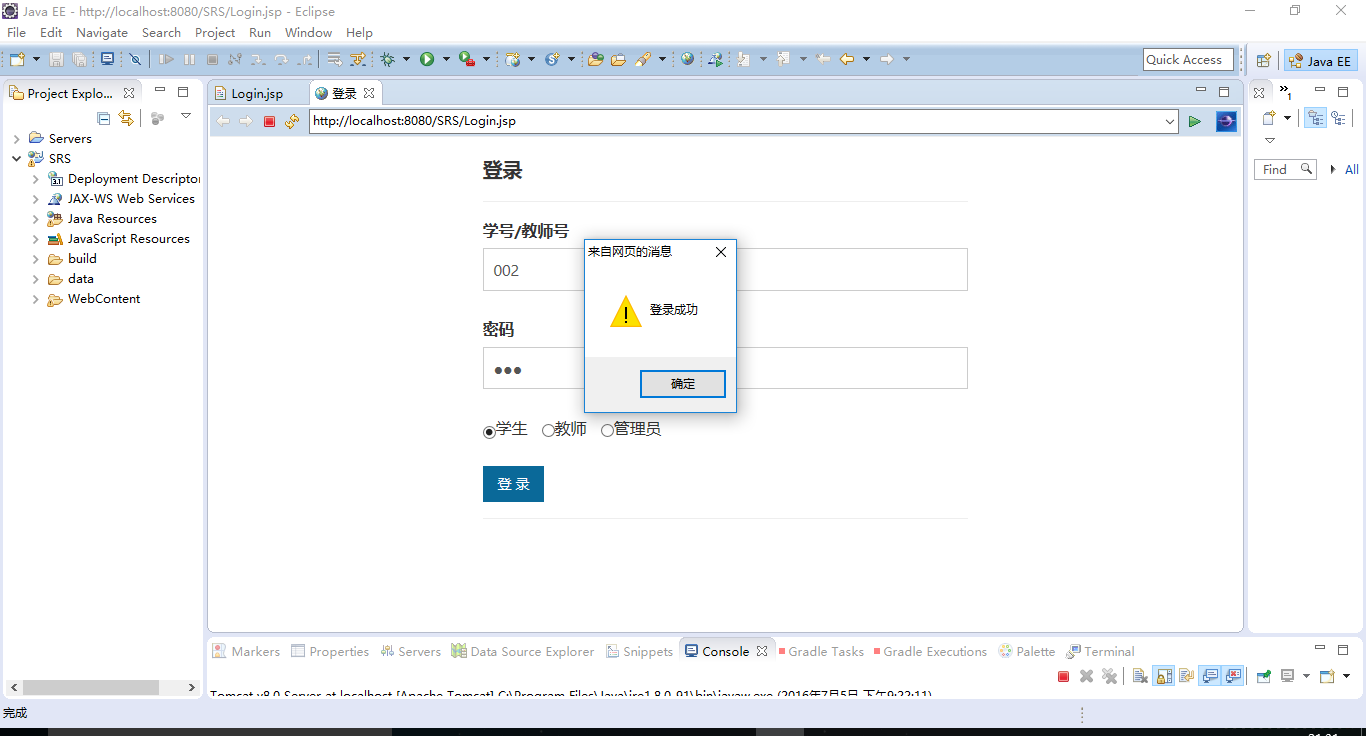 Java EE - http://localhost:8080/SRS/Login.jsp - Eclipse
File Edit Navigate Search Project Run Window Help
Quick Access
Java EE
Project Explo...
Login.jsp
登录
1
http://localhost:8080/SRS/Login.jsp
Servers
SRS
Deployment Descripto
JAX-WS Web Services
Java Resources
JavaScript Resources
build
data
WebContent
Find
All
登录
学号/教师号
002
密码
●●●
学生 教师 管理员
登 录
来自网页的消息
登录成功
确定
Markers Properties Servers Data Source Explorer Snippets Console Gradle Tasks Gradle Executions Palette Terminal
Tomcat v8.0 Server at localhost [Apache Tomcat] C:\Program Files\Java\jre1.8.0_91\bin\javaw.exe (2016年7月5日 下午9:22:11)
完成